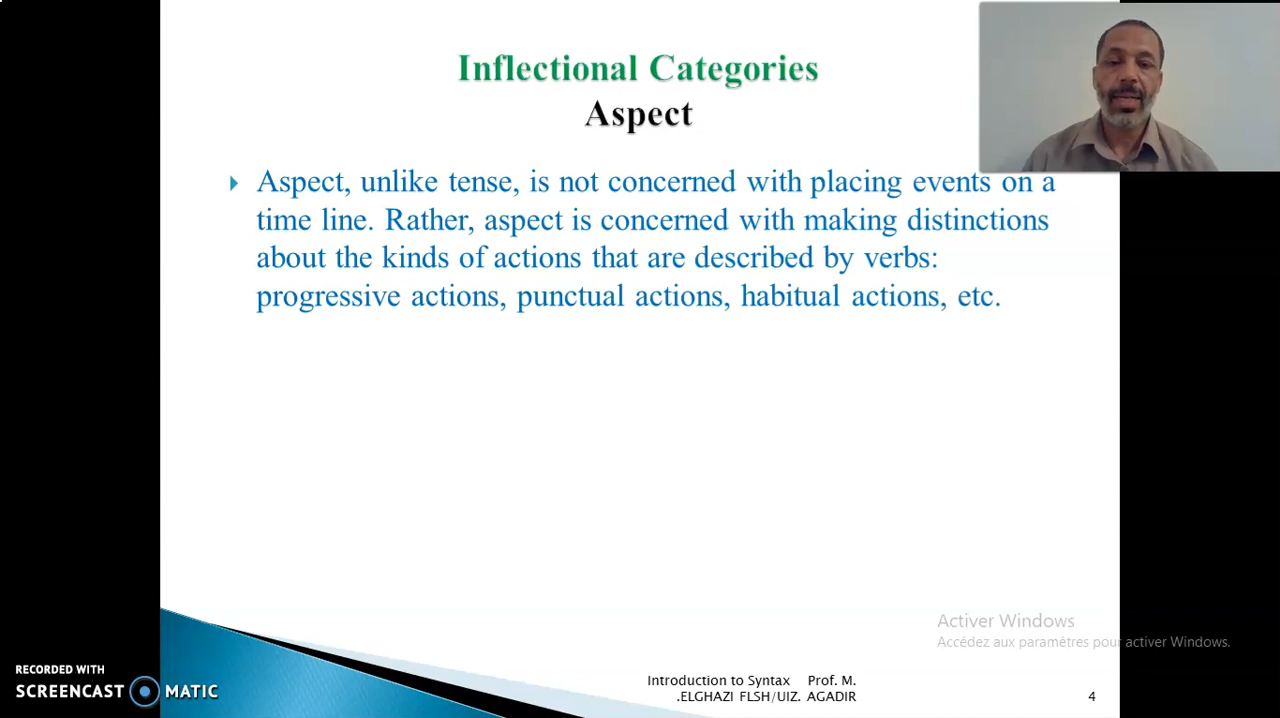 Inflectional Categories
Aspect
Aspect, unlike tense, is not concerned with placing events on a
time line. Rather, aspect is concerned with making distinctions
about the kinds of actions that are described by verbs:
progressive actions, punctual actions, habitual actions, etc.
Activer Windows
Accédez aux paramètres pour activer Windows.
RECORDED WITH
SCREENCAST MATIC
Introduction to Syntax Prof. M.
.ELGHAZI FLSH/UIZ. AGADIR
4